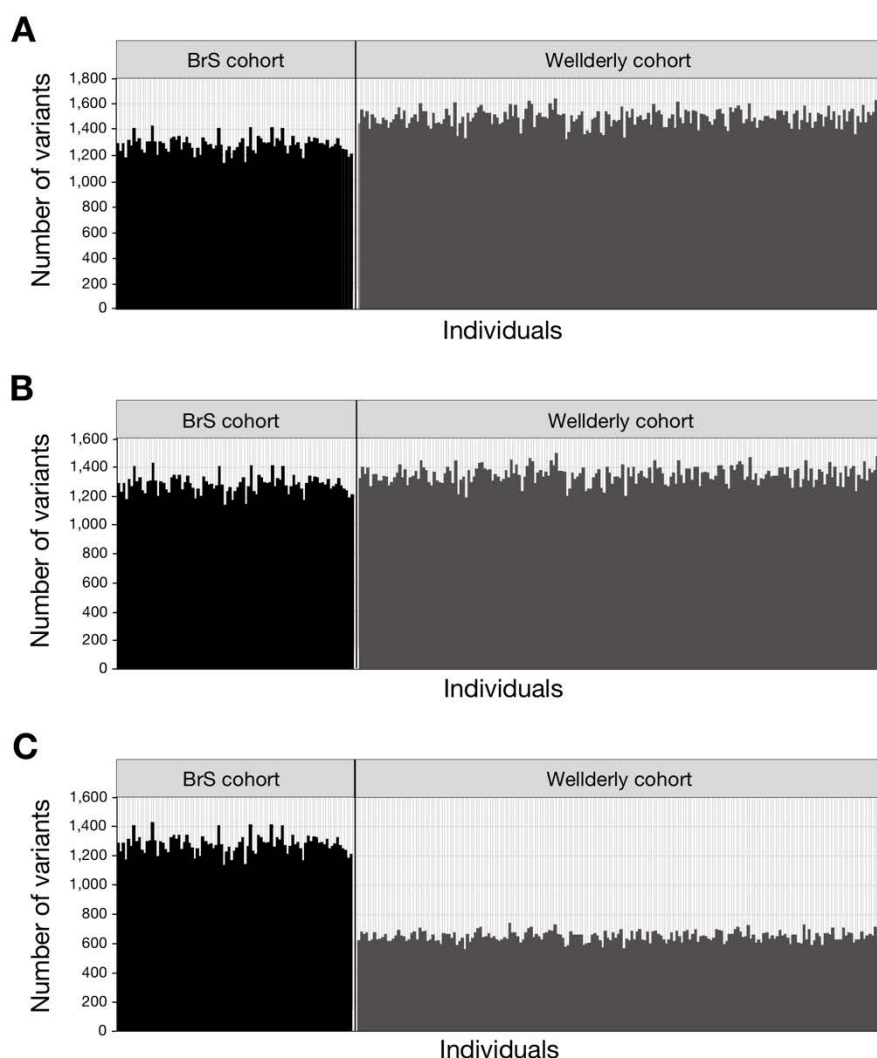 A
BrS cohort Wellderly cohort
Number of variants
1,800
1,600
1,400
1,200
1,000
800
600
400
200
0
Individuals
B
BrS cohort Wellderly cohort
Number of variants
1,600
1,400
1,200
1,000
800
600
400
200
0
Individuals
C
BrS cohort Wellderly cohort
Number of variants
1,600
1,400
1,200
1,000
800
600
400
200
0
Individuals